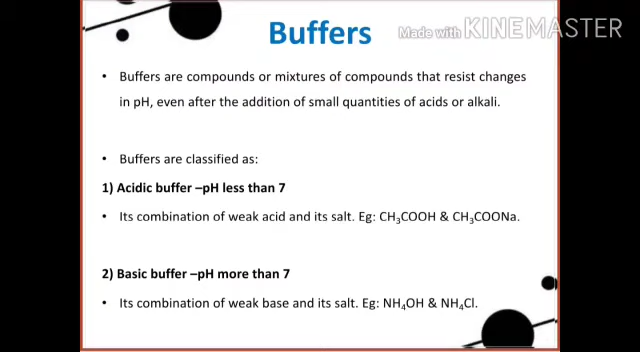 Buffers
Made with KINEMASTER
• Buffers are compounds or mixtures of compounds that resist changes
in pH, even after the addition of small quantities of acids or alkali.
• Buffers are classified as:
1) Acidic buffer –pH less than 7
• Its combination of weak acid and its salt. Eg: CH₃COOH & CH₃COONa.
2) Basic buffer –pH more than 7
• Its combination of weak base and its salt. Eg: NH₄OH & NH₄Cl.